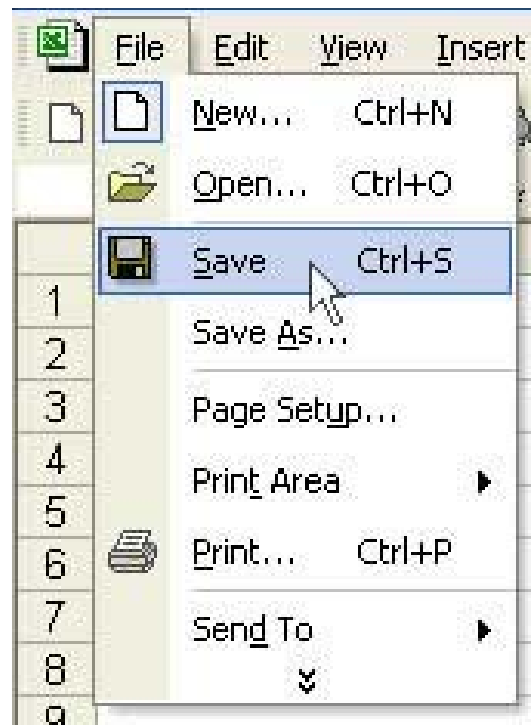 File Edit View Insert
New... Ctrl+N
Open... Ctrl+O
Save Ctrl+S
1
Save As...
2
3
Page Setup...
4
Print Area
5
6
Print... Ctrl+P
7
Send To
8
9